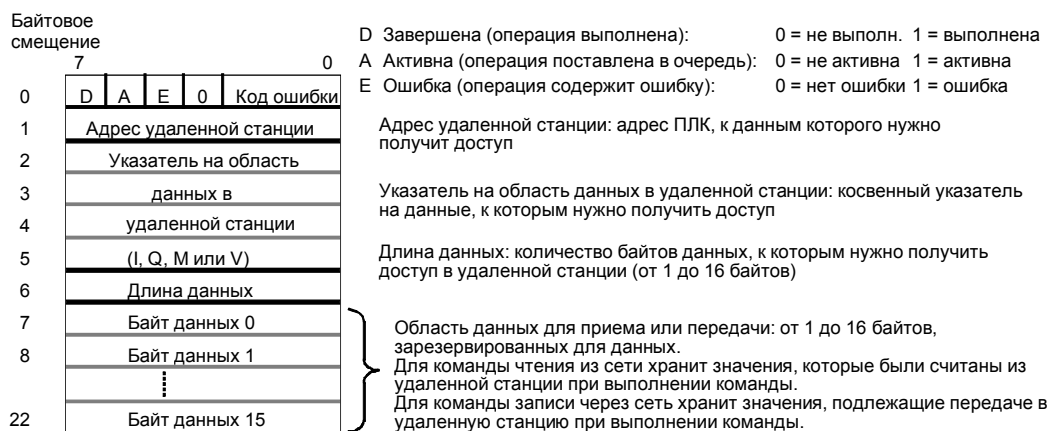 Байтовое
смещение
7 0
0 D A E 0 Код ошибки
1 Адрес удаленной станции
2 Указатель на область
3 данных в
4 удаленной станции
5 (I, Q, M или V)
6 Длина данных
7 Байт данных 0
8 Байт данных 1
22 Байт данных 15
D Завершена (операция выполнена): 0 = не выполн. 1 = выполнена
A Активна (операция поставлена в очередь): 0 = не активна 1 = активна
E Ошибка (операция содержит ошибку): 0 = нет ошибки 1 = ошибка
Адрес удаленной станции: адрес ПЛК, к данным которого нужно
получит доступ
Указатель на область данных в удаленной станции: косвенный указатель
на данные, к которым нужно получить доступ
Длина данных: количество байтов данных, к которым нужно получить
доступ в удаленной станции (от 1 до 16 байтов)
Область данных для приема или передачи: от 1 до 16 байтов,
зарезервированных для данных.
Для команды чтения из сети хранит значения, которые были считаны из
удаленной станции при выполнении команды.
Для команды записи через сеть хранит значения, подлежащие передаче в
удаленную станцию при выполнении команды.